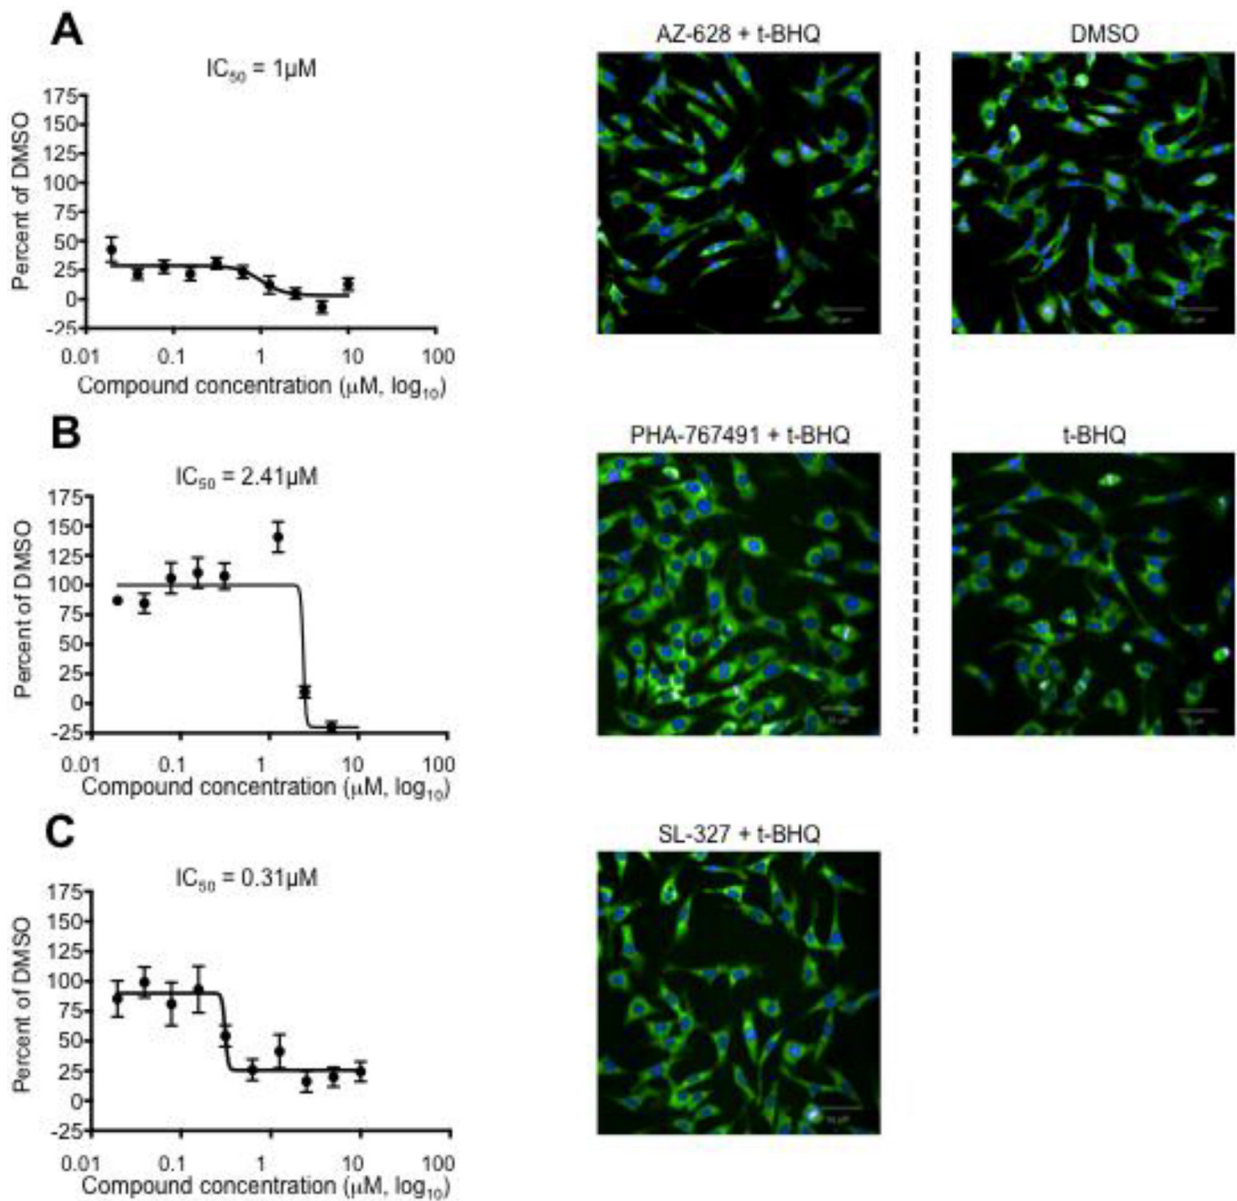 A
IC50 = 1μM
Percent of DMSO
175
150
125
100
75
50
25
0
-25
0.01 0.1 1 10 100
Compound concentration (μM, log10)
AZ-628 + t-BHQ
DMSO
B
IC50 = 2.41μM
Percent of DMSO
175
150
125
100
75
50
25
0
-25
0.01 0.1 1 10 100
Compound concentration (μM, log10)
PHA-767491 + t-BHQ
t-BHQ
C
IC50 = 0.31μM
Percent of DMSO
175
150
125
100
75
50
25
0
-25
0.01 0.1 1 10 100
Compound concentration (μM, log10)
SL-327 + t-BHQ